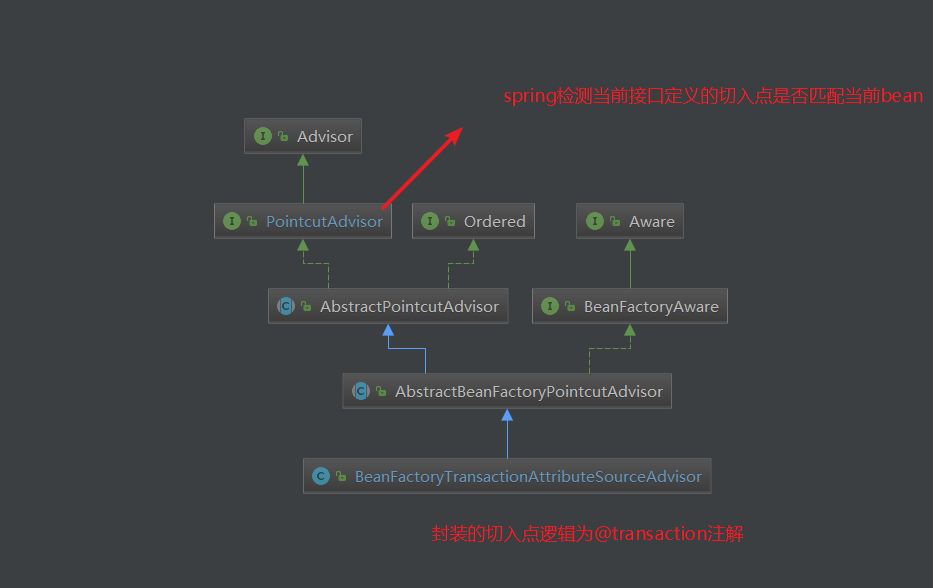 spring检测当前接口定义的切入点是否匹配当前bean
I Advisor
I PointcutAdvisor
I Ordered
I Aware
C AbstractPointcutAdvisor
I BeanFactoryAware
C AbstractBeanFactoryPointcutAdvisor
C BeanFactoryTransactionAttributeSourceAdvisor
封装的切入点逻辑为@transaction注解